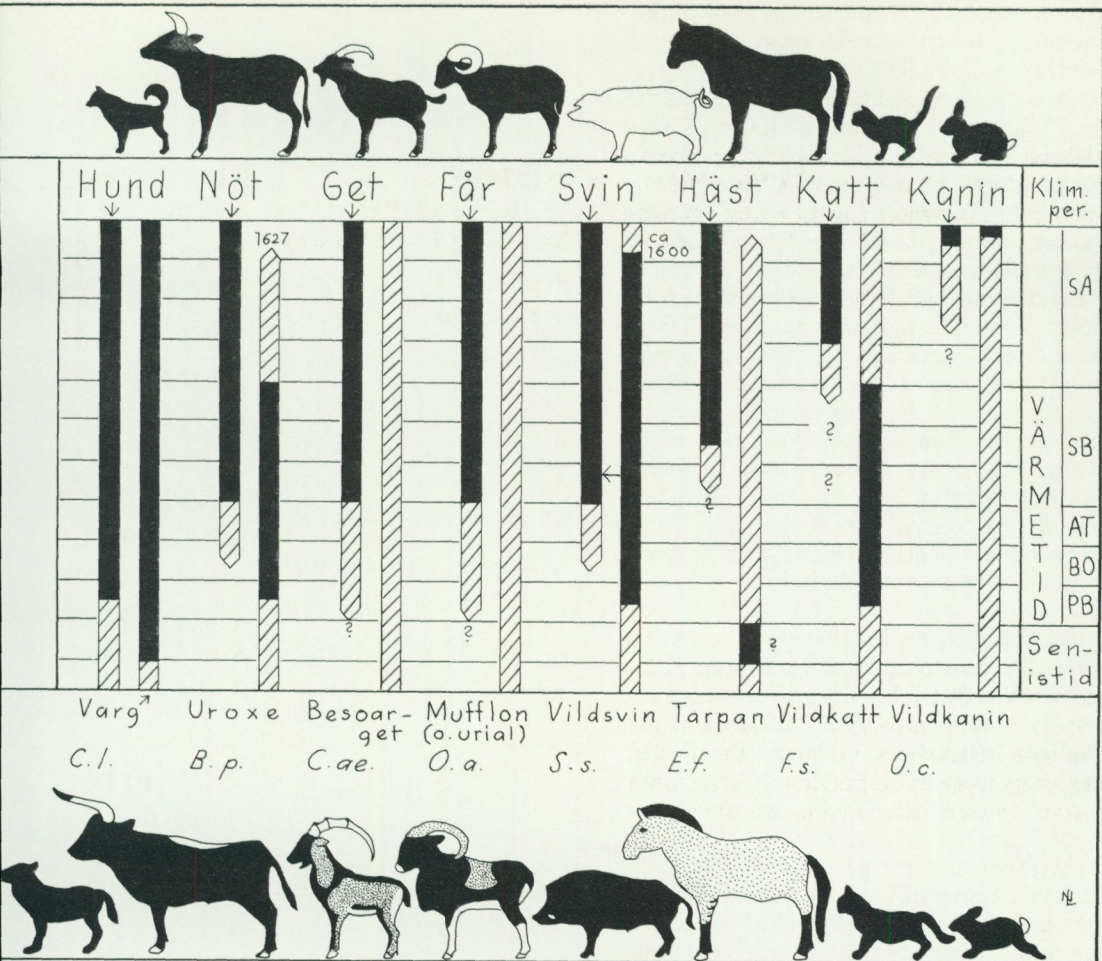 Hund Nöt Get Får Svin Häst Katt Kanin Klim.
per.
1627
ca
1600
SA
?
?
?
?
?
?
?
VÄRMETID
SB
AT
BO
PB
Sen-
istid
Varg Uroxe Besoar- Mufflon Vildsvin Tarpan Vildkatt Vildkanin
get (o.urial)
C.l. B.p. C.ae. O.a. S.s. E.f. F.s. O.c.